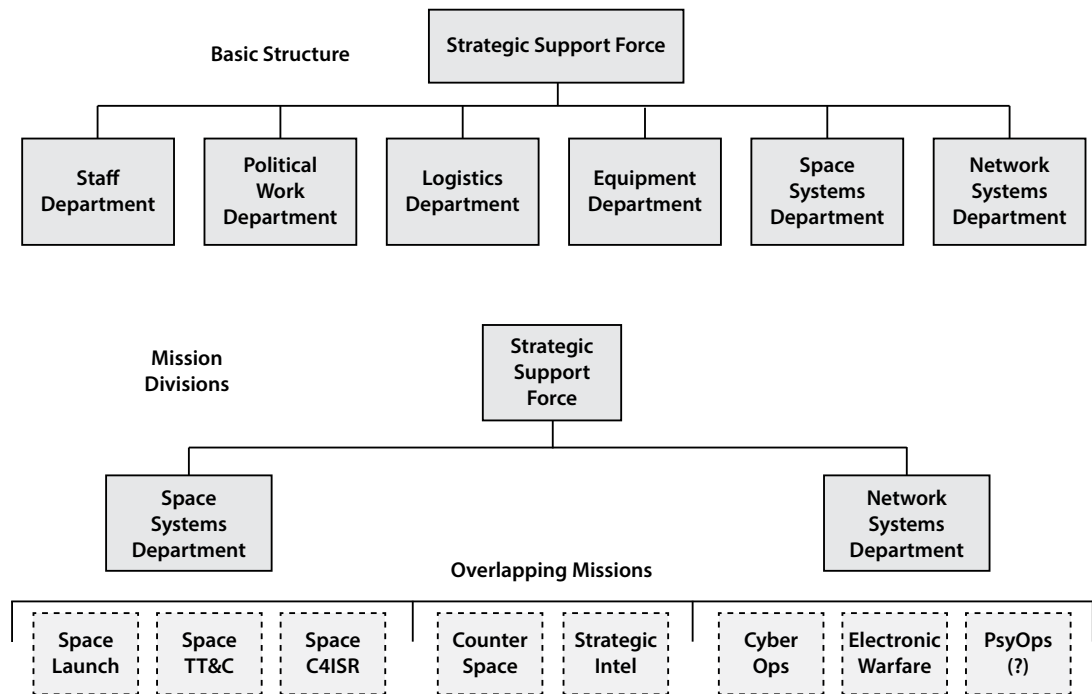 Basic Structure
Strategic Support Force
Staff
Department
Political
Work
Department
Logistics
Department
Equipment
Department
Space
Systems
Department
Network
Systems
Department
Mission
Divisions
Strategic
Support
Force
Space
Systems
Department
Network
Systems
Department
Overlapping Missions
Space
Launch
Space
TT&C
Space
C4ISR
Counter
Space
Strategic
Intel
Cyber
Ops
Electronic
Warfare
PsyOps
(?)